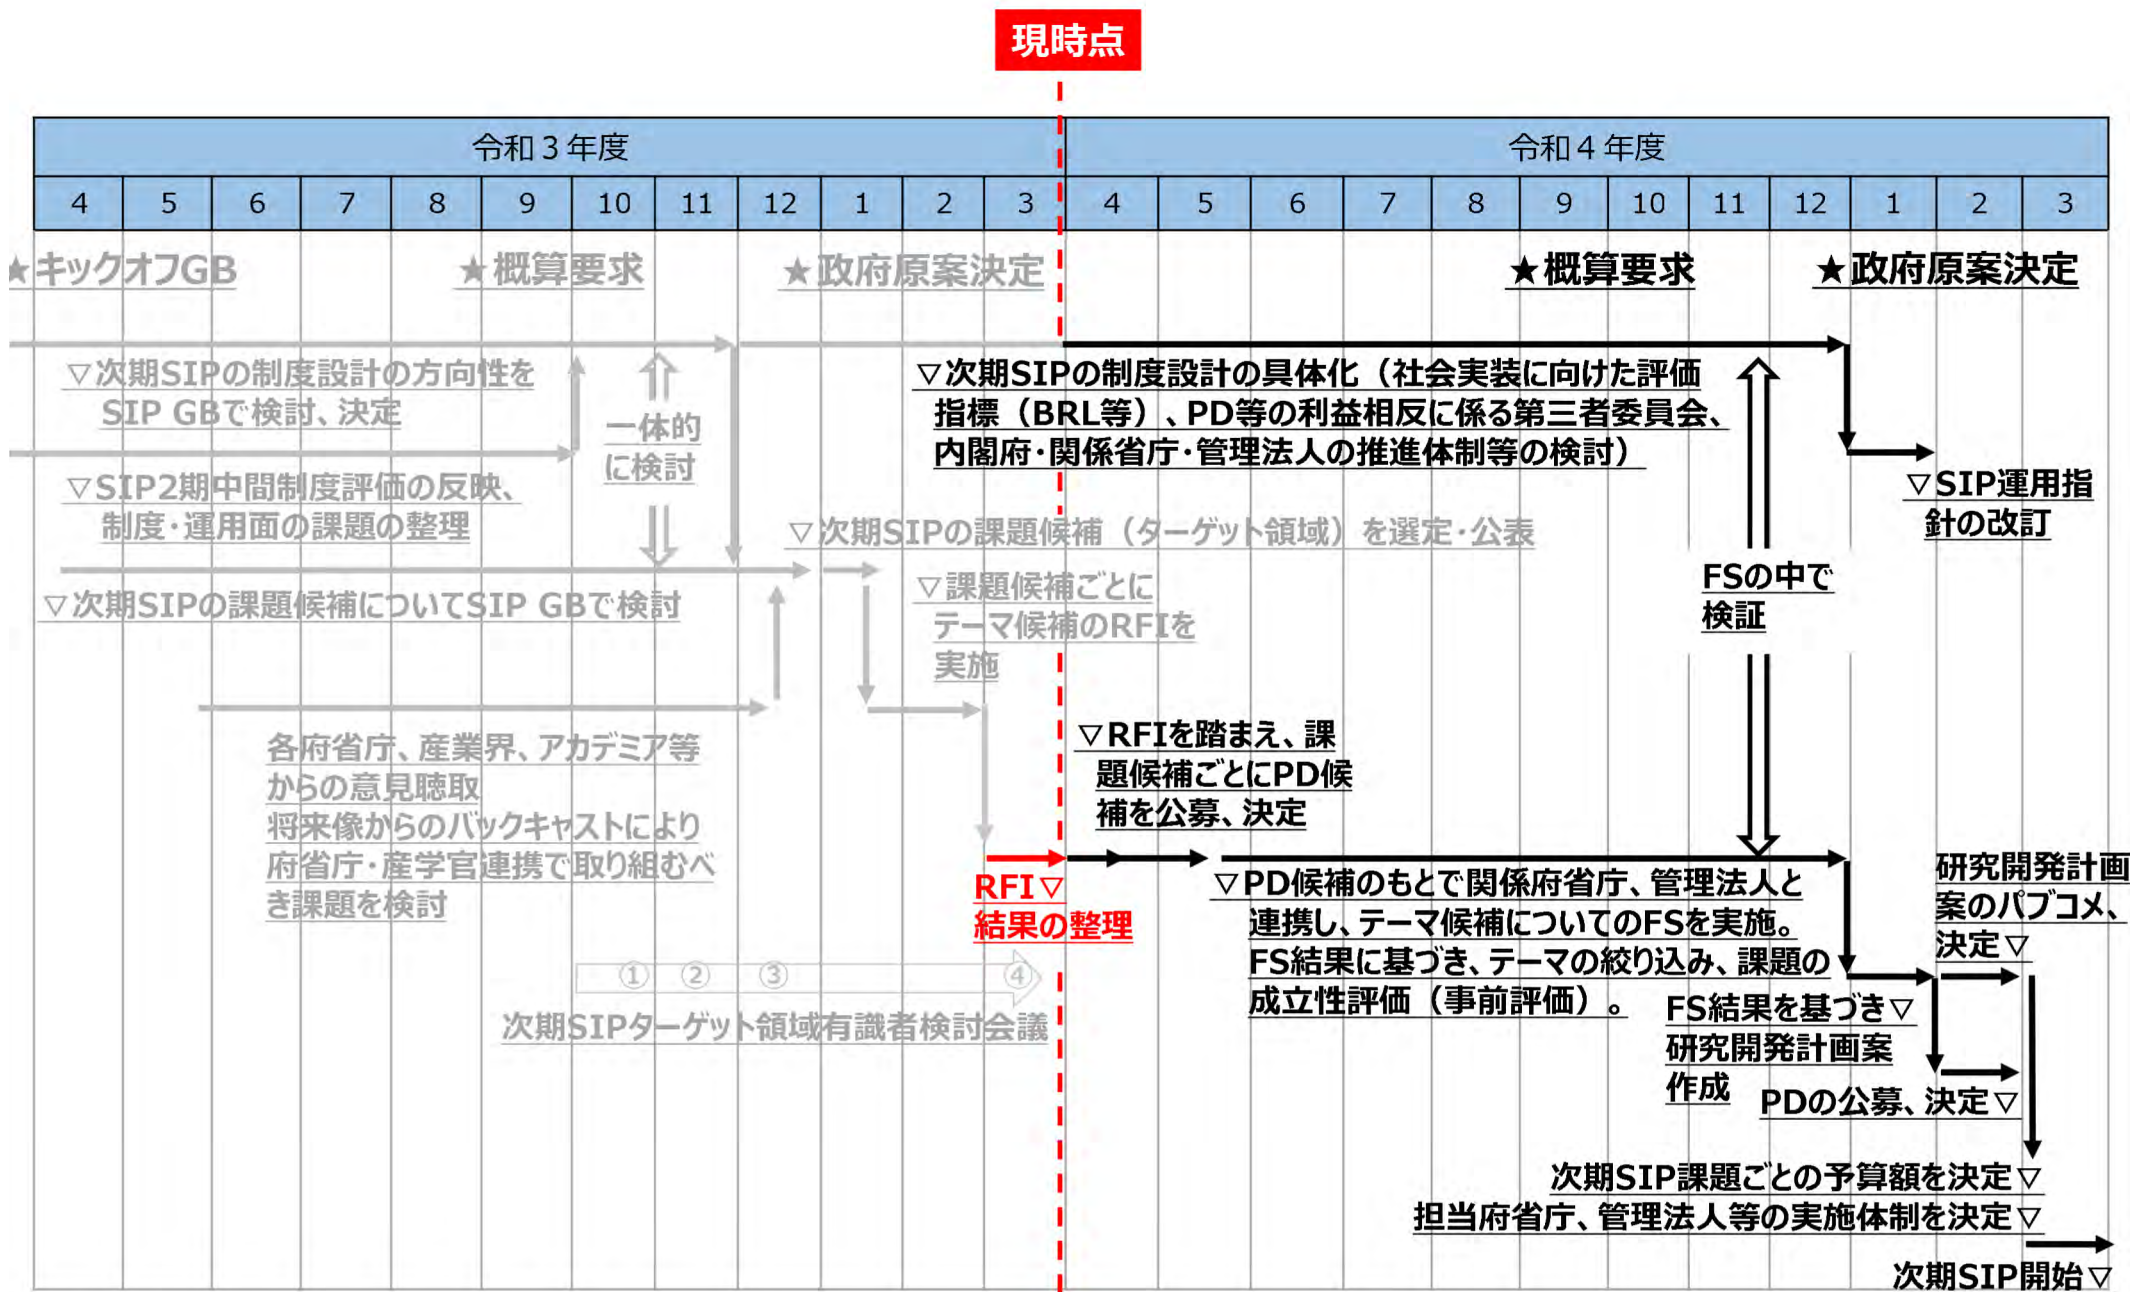 現時点
令和３年度
令和４年度
4 5 6 7 8 9 10 11 12 1 2 3 4 5 6 7 8 9 10 11 12 1 2 3
★キックオフGB
★概算要求
★政府原案決定
★概算要求
★政府原案決定
▽次期SIPの制度設計の方向性を
SIP GBで検討、決定
一体的
に検討
▽SIP2期中間制度評価の反映、
制度・運用面の課題の整理
▽次期SIPの制度設計の具体化（社会実装に向けた評価
指標（BRL等）、PD等の利益相反に係る第三者委員会、
内閣府・関係省庁・管理法人の推進体制等の検討）
▽SIP運用指
針の改訂
▽次期SIPの課題候補（ターゲット領域）を選定・公表
▽次期SIPの課題候補についてSIP GBで検討
▽課題候補ごとに
テーマ候補のRFIを
実施
FSの中で
検証
各府省庁、産業界、アカデミア等
からの意見聴取
将来像からのバックキャストにより
府省庁・産学官連携で取り組むべ
き課題を検討
▽RFIを踏まえ、課
題候補ごとにPD候
補を公募、決定
RFI▽
結果の整理
▽PD候補のもとで関係府省庁、管理法人と
連携し、テーマ候補についてのFSを実施。
FS結果に基づき、テーマの絞り込み、課題の
成立性評価（事前評価）。
研究開発計画
案のパブコメ、
決定▽
① ② ③ ④
次期SIPターゲット領域有識者検討会議
FS結果を基づき▽
研究開発計画案
作成
PDの公募、決定▽
次期SIP課題ごとの予算額を決定▽
担当府省庁、管理法人等の実施体制を決定▽
次期SIP開始▽